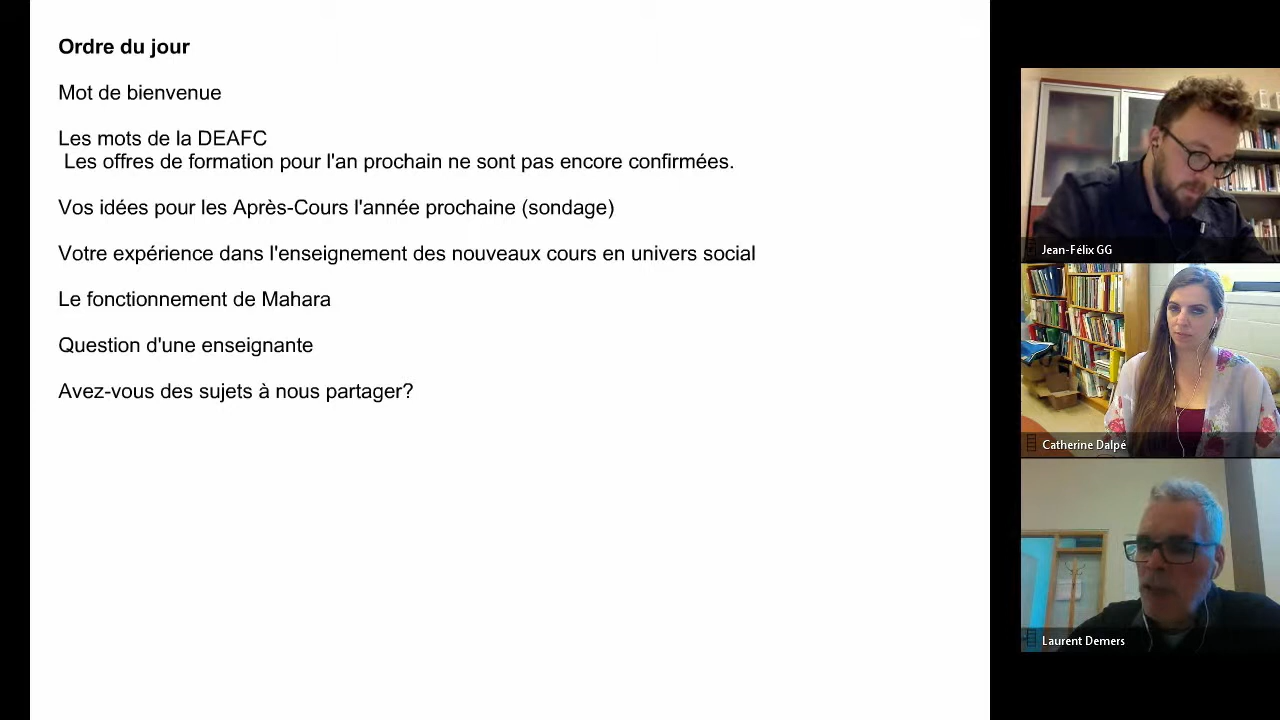 Ordre du jour
Mot de bienvenue
Les mots de la DEAFC
Les offres de formation pour l'an prochain ne sont pas encore confirmées.
Vos idées pour les Après-Cours l'année prochaine (sondage)
Votre expérience dans l'enseignement des nouveaux cours en univers social
Le fonctionnement de Mahara
Question d'une enseignante
Avez-vous des sujets à nous partager?
Jean-Félix GG
Catherine Dalpé
Laurent Demers